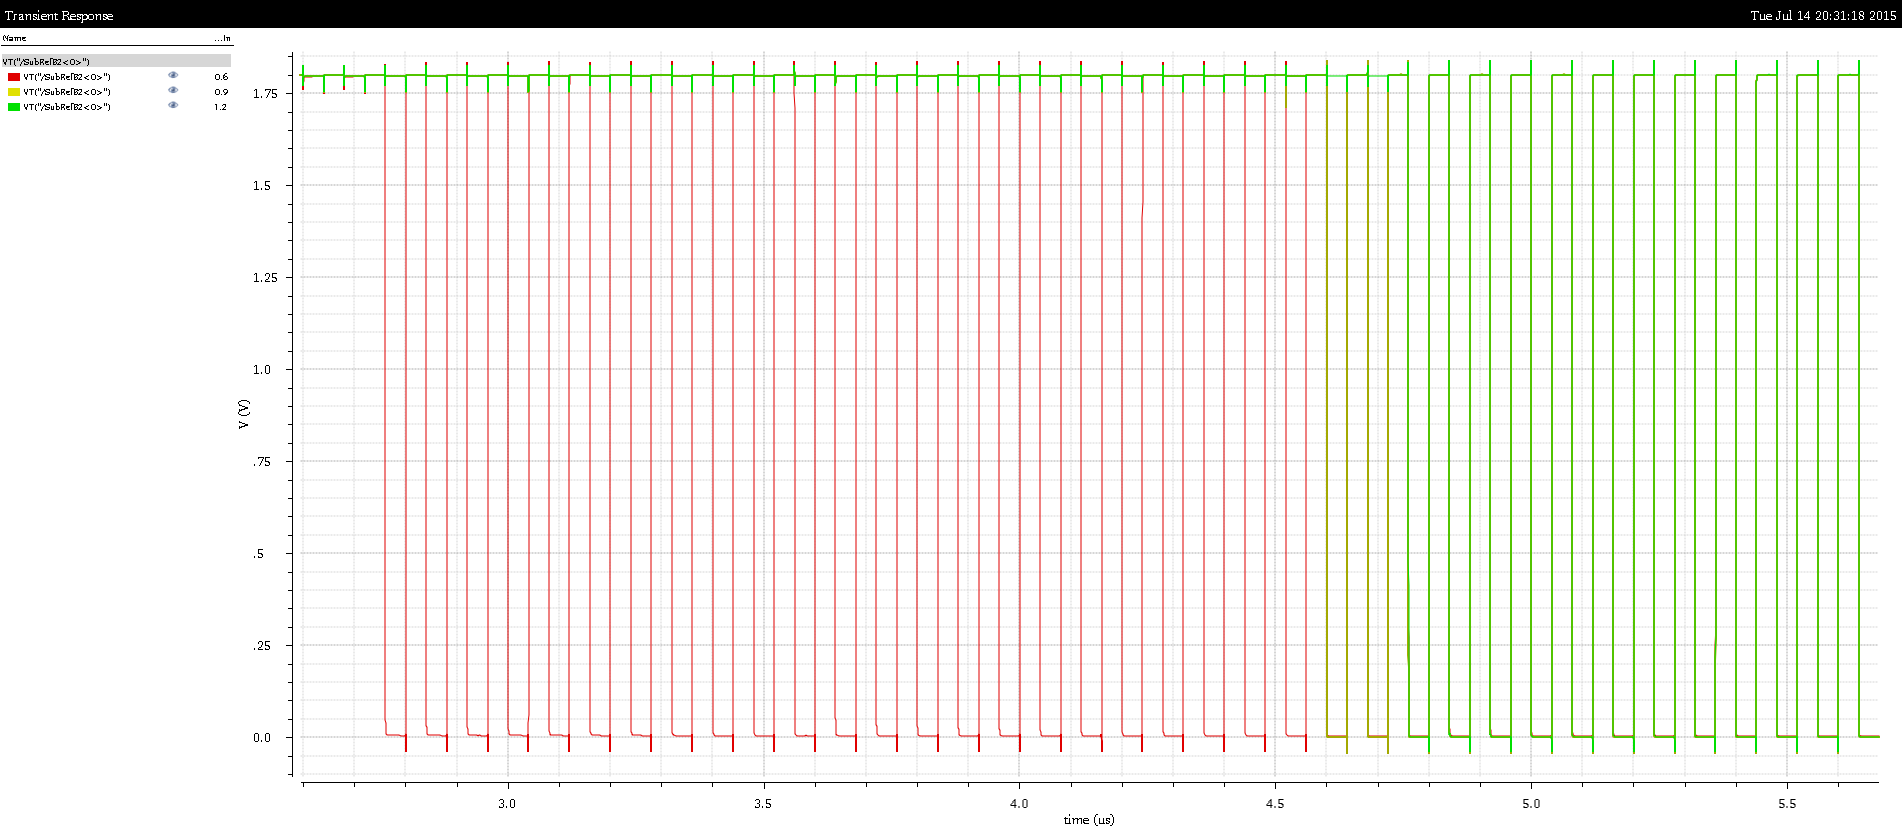 Transient Response Tue Jul 14 20:31:18 2015
Name ...In
VT("/SubRefB2<0>")
VT("/SubRefB2<0>") 0.6
VT("/SubRefB2<0>") 0.9
VT("/SubRefB2<0>") 1.2
1.75
1.5
1.25
1.0
.75
.5
.25
0.0
V (V)
3.0 3.5 4.0 4.5 5.0 5.5
time (us)